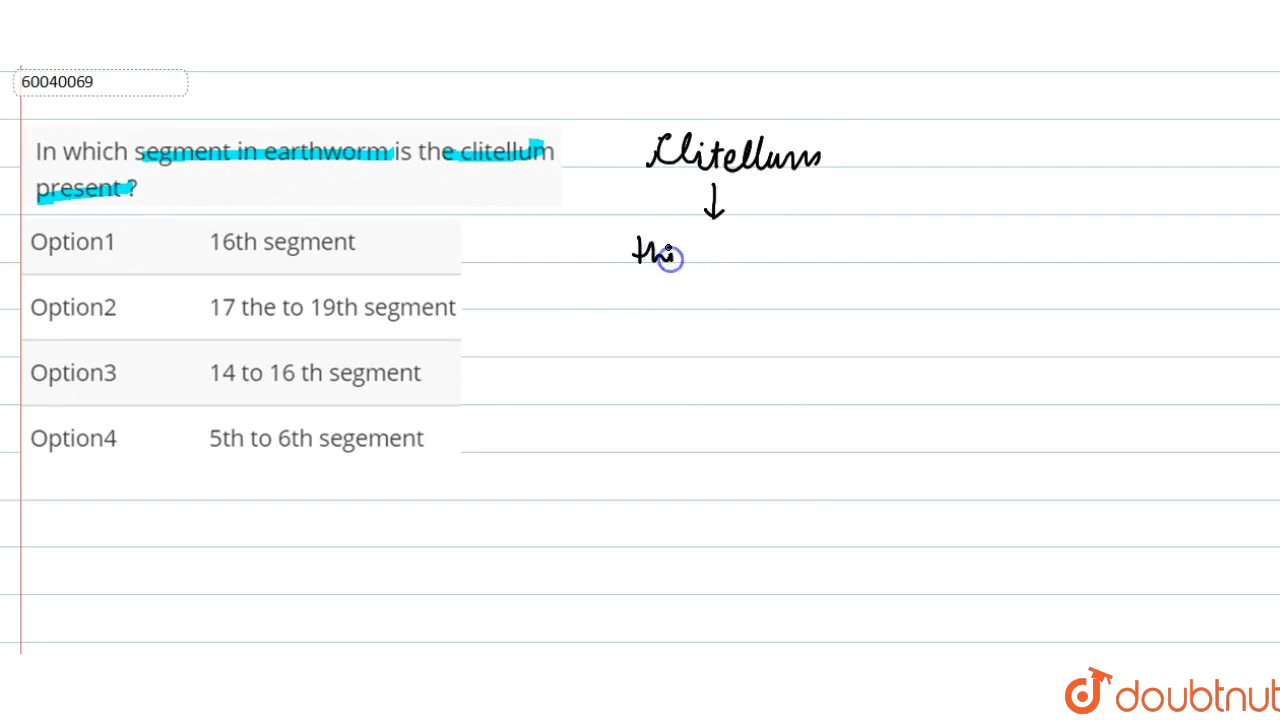 60040069
In which segment in earthworm is the clitellum
present ?
Clitellum
↓
thi
Option1 16th segment
Option2 17 the to 19th segment
Option3 14 to 16 th segment
Option4 5th to 6th segement
doubtnut